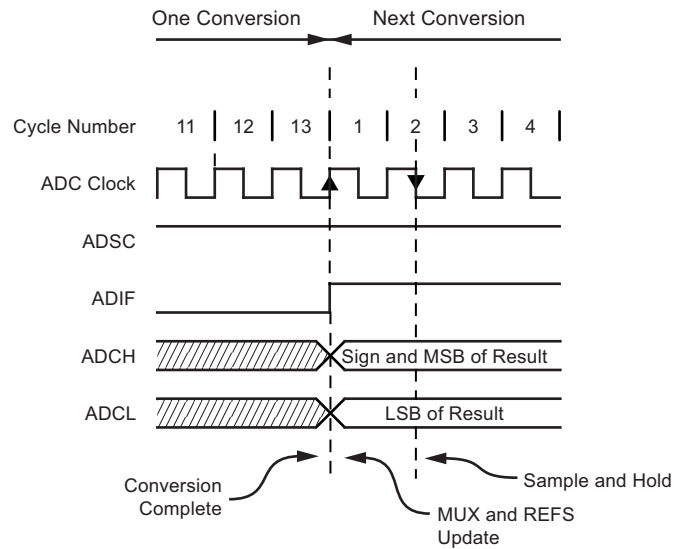 One Conversion Next Conversion
Cycle Number 11 12 13 1 2 3 4
ADC Clock
ADSC
ADIF
ADCH Sign and MSB of Result
ADCL LSB of Result
Conversion
Complete
MUX and REFS
Update
Sample and Hold